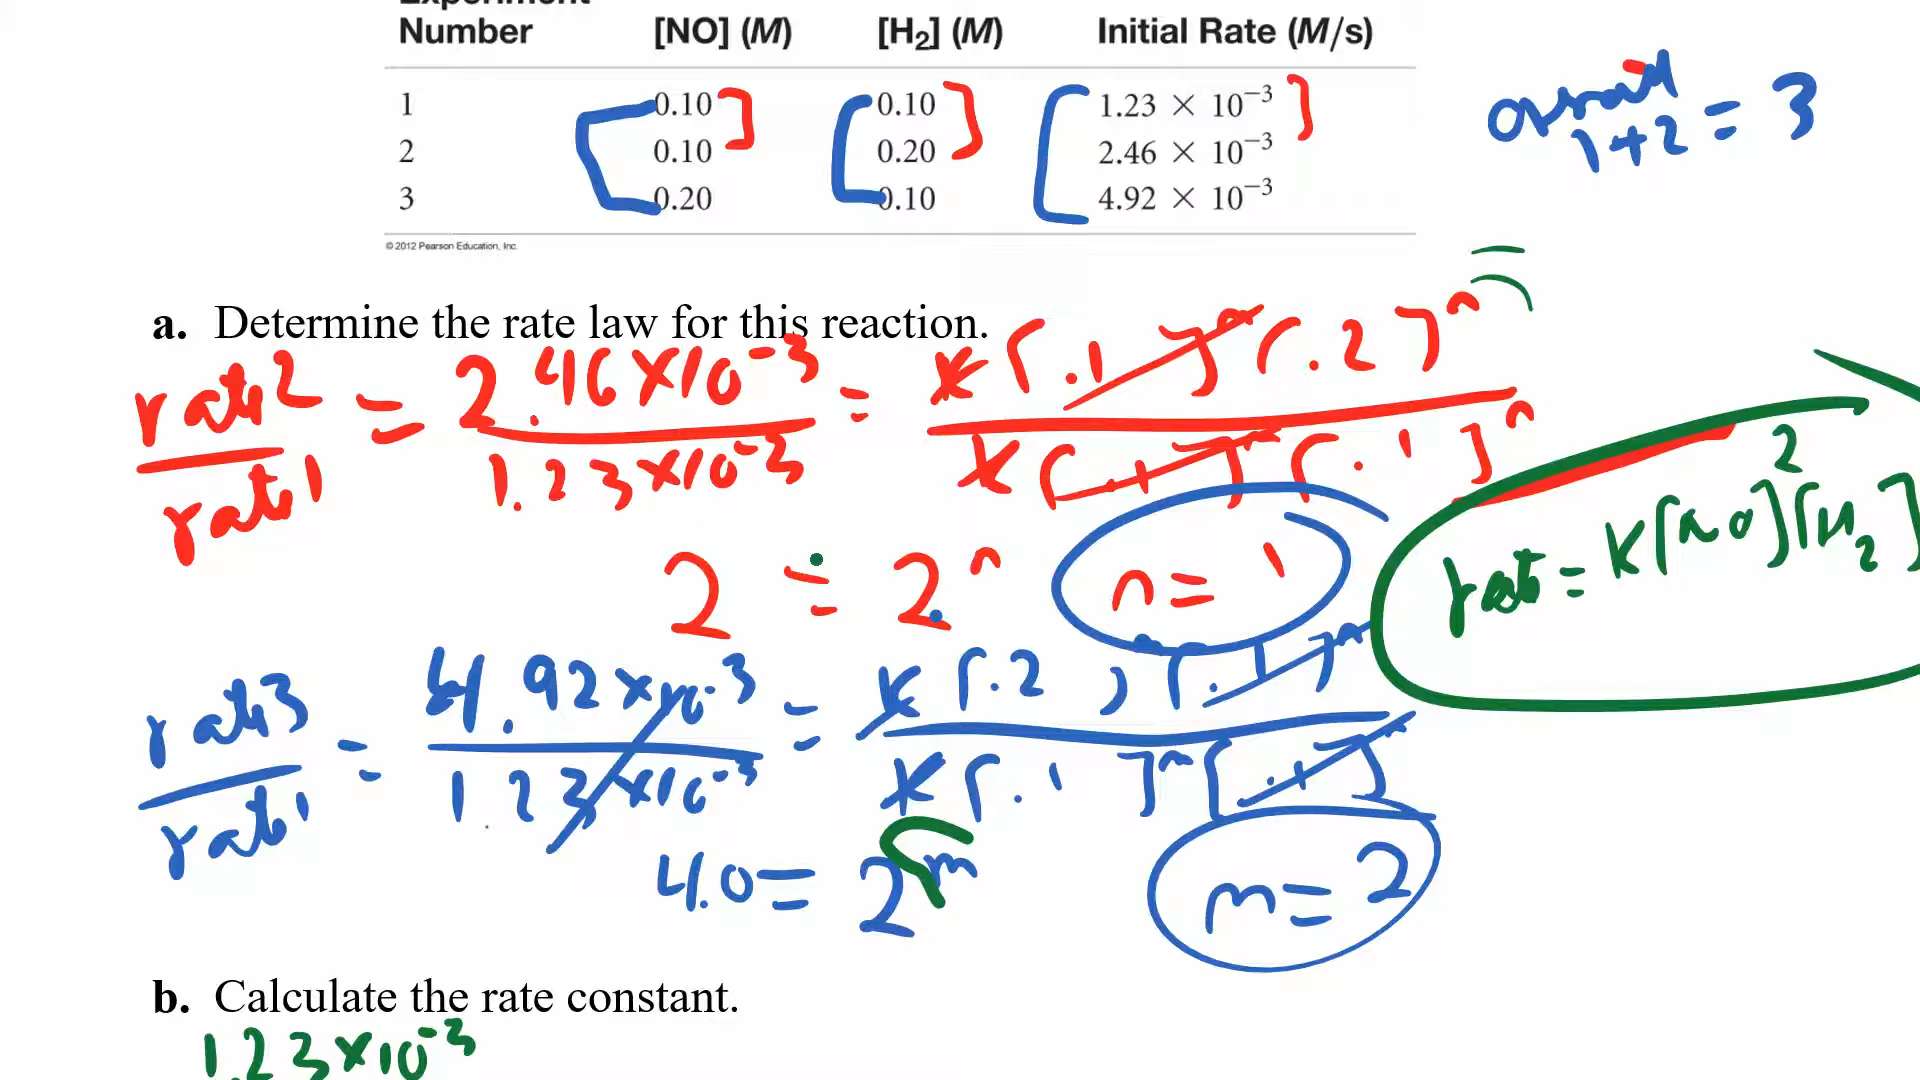 Experiment
Number [NO] (M) [H₂] (M) Initial Rate (M/s)
1 0.10 0.10 1.23 × 10⁻³
2 0.10 0.20 2.46 × 10⁻³
3 0.20 0.10 4.92 × 10⁻³
© 2012 Pearson Education, Inc.
overall
1+2 = 3
a. Determine the rate law for this reaction.
rate2 / rate1 = 2.46×10⁻³ / 1.23×10⁻³ = k[.1]ᵐ[.2]ⁿ / k[.1]ᵐ[.1]ⁿ
2 = 2ⁿ n = 1
rate = k[NO]²[H₂]
rate3 / rate1 = 4.92×10⁻³ / 1.23×10⁻³ = k[.2]ᵐ[.1]ⁿ / k[.1]ᵐ[.1]ⁿ
4.0 = 2ᵐ m = 2
b. Calculate the rate constant.
1.23×10⁻³